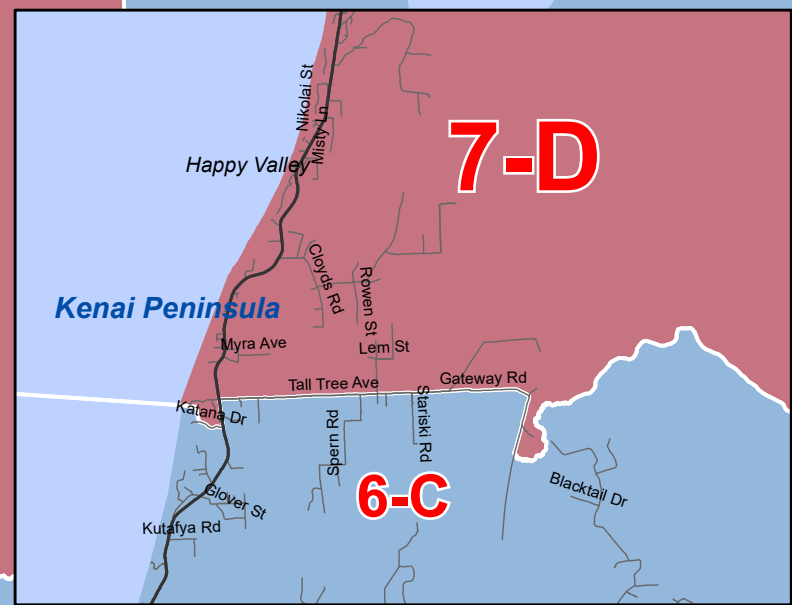 Nikolai St
Misty Ln
7-D
Happy Valley
Cloyds Rd
Rowen St
Kenai Peninsula
Myra Ave
Lem St
Tall Tree Ave
Gateway Rd
Katana Dr
Spern Rd
Stariski Rd
6-C
Glover St
Blacktail Dr
Kutafya Rd